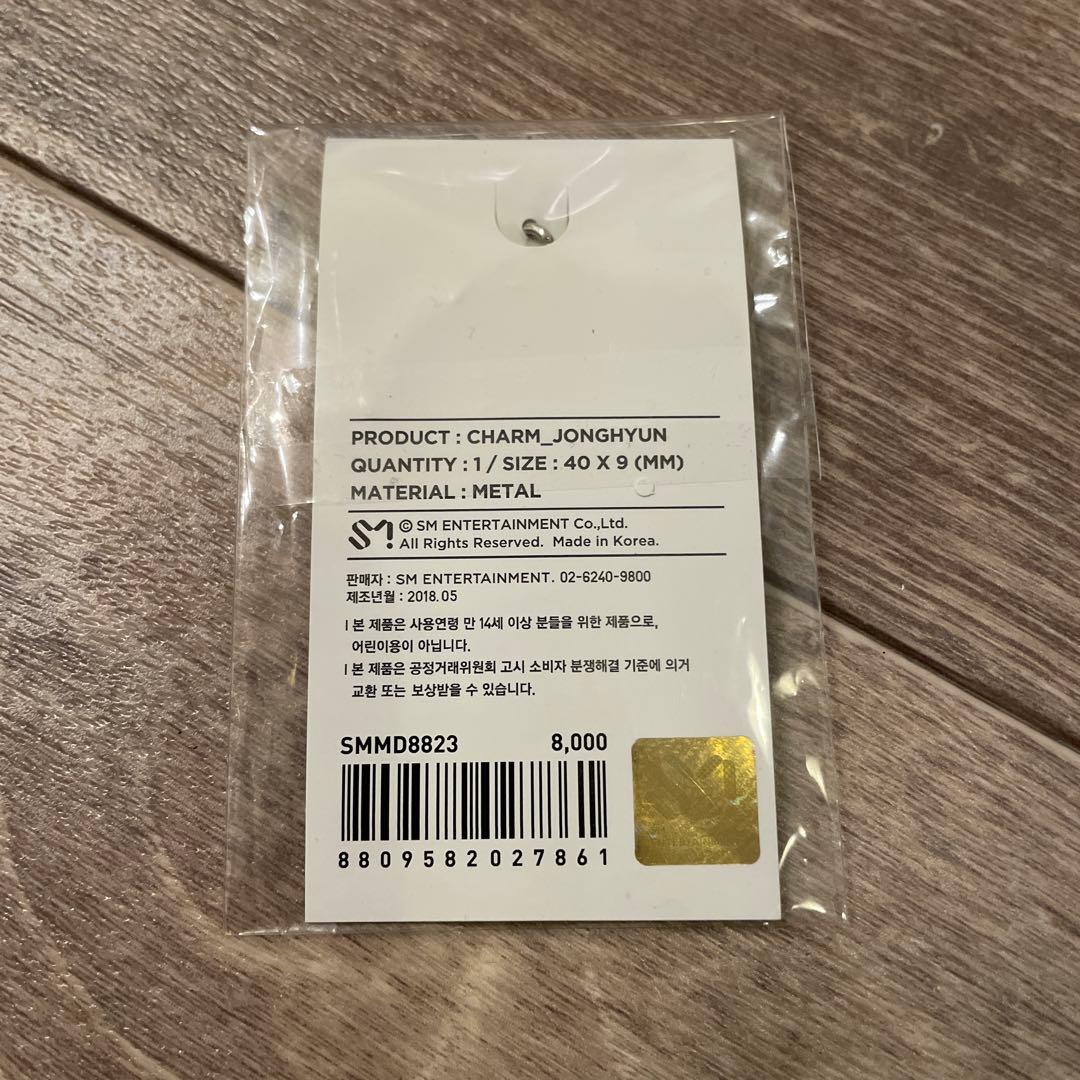 PRODUCT : CHARM_JONGHYUN
QUANTITY : 1 / SIZE : 40 X 9 (MM)
MATERIAL : METAL
SM ⓒ SM ENTERTAINMENT Co.,Ltd.
All Rights Reserved. Made in Korea.
판매자 : SM ENTERTAINMENT. 02-6240-9800
제조년월 : 2018.05
l 본 제품은 사용연령 만 14세 이상 분들을 위한 제품으로,
어린이용이 아닙니다.
l 본 제품은 공정거래위원회 고시 소비자 분쟁해결 기준에 의거
교환 또는 보상받을 수 있습니다.
SMMD8823 8,000
8809582027861